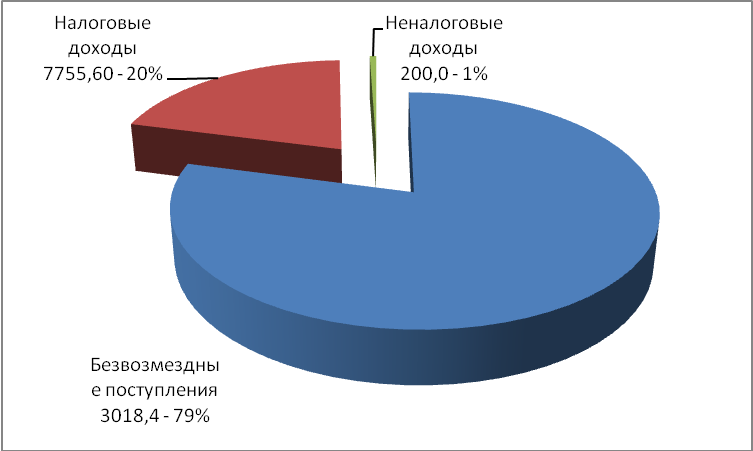 Налоговые
доходы
7755,60 - 20%
Неналоговые
доходы
200,0 - 1%
Безвозмездны
е поступления
3018,4 - 79%